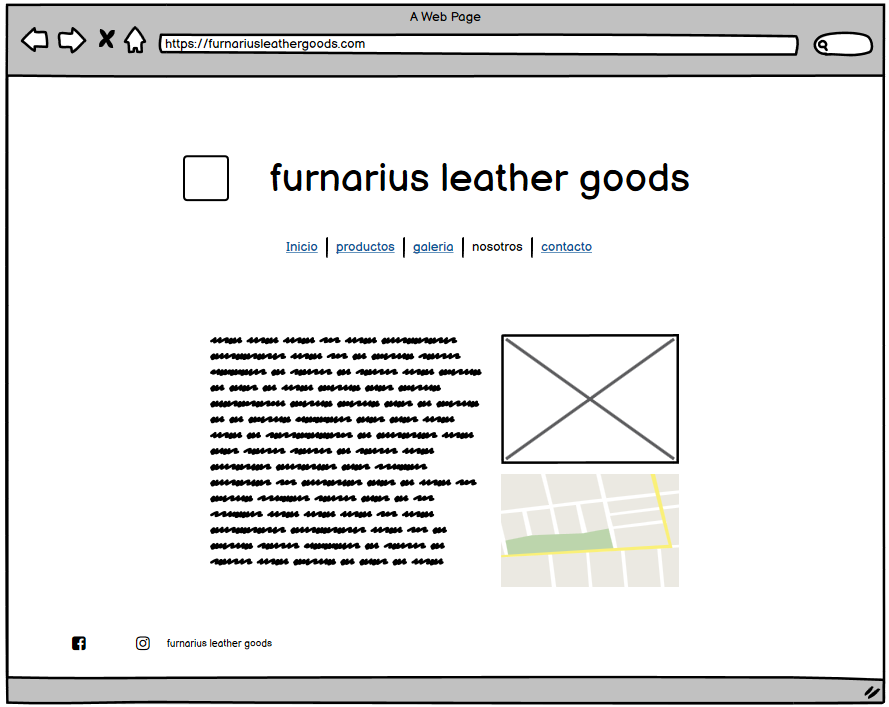 A Web Page
https://furnariusleathergoods.com
furnarius leather goods
Inicio productos galeria nosotros contacto
furnarius leather goods